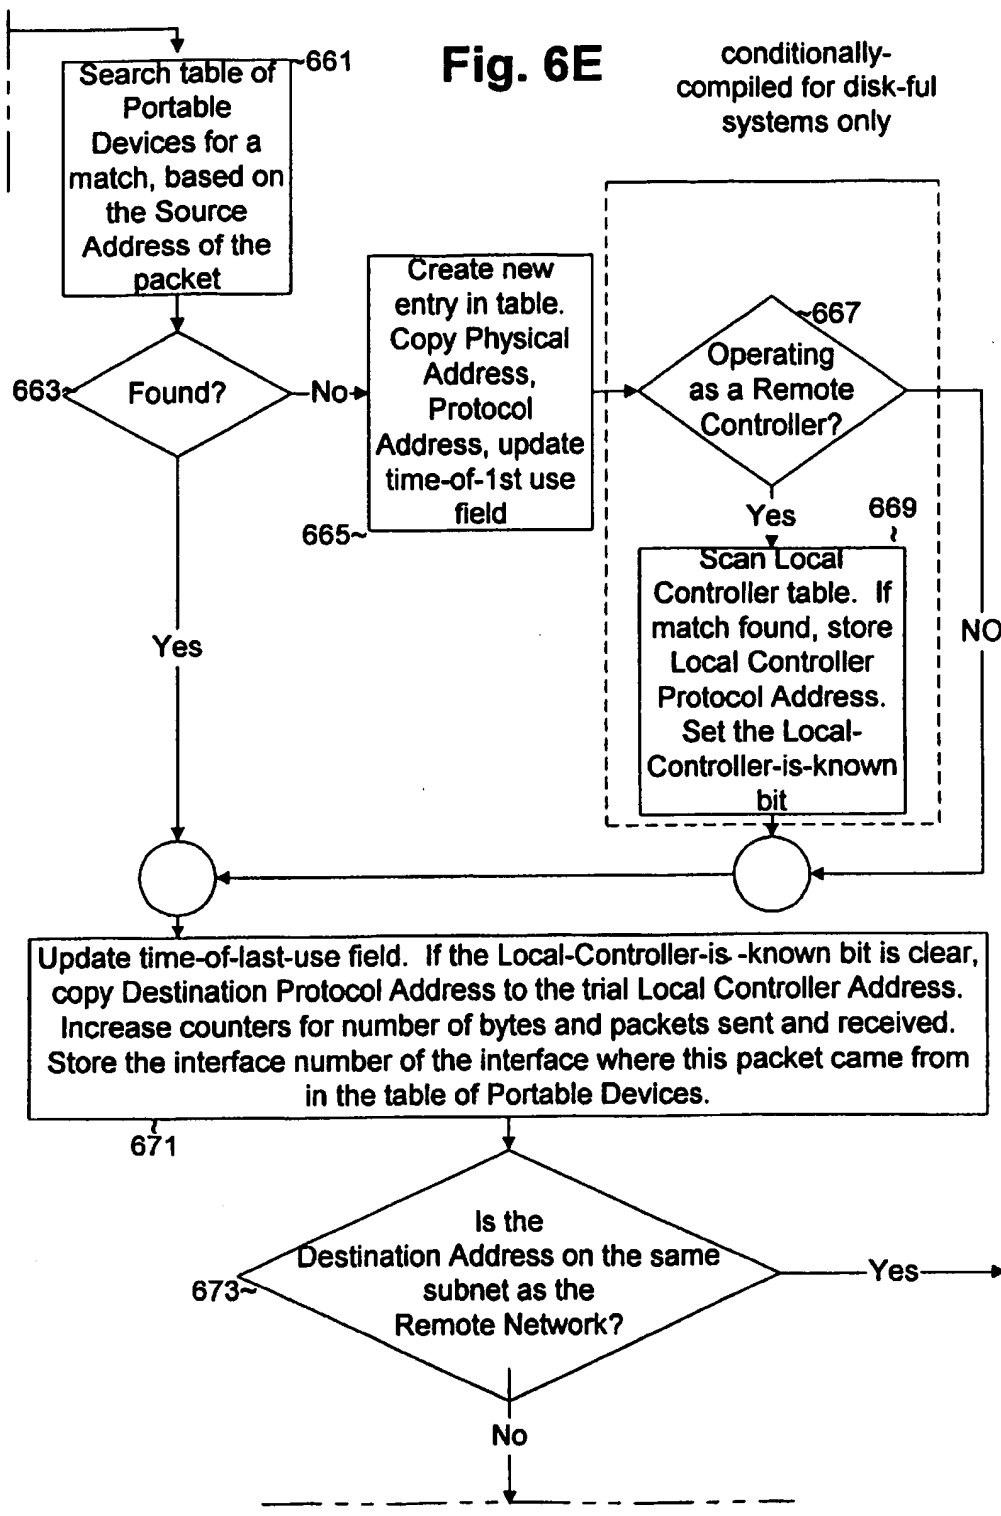 Fig. 6E
conditionally-
compiled for disk-ful
systems only
661
Search table of
Portable
Devices for a
match, based on
the Source
Address of the
packet
663
Found?
No
Create new
entry in table.
Copy Physical
Address,
Protocol
Address, update
time-of-1st use
field
665
667
Operating
as a Remote
Controller?
Yes
669
Scan Local
Controller table. If
match found, store
Local Controller
Protocol Address.
Set the Local-
Controller-is-known
bit
NO
Yes
Update time-of-last-use field. If the Local-Controller-is -known bit is clear,
copy Destination Protocol Address to the trial Local Controller Address.
Increase counters for number of bytes and packets sent and received.
Store the interface number of the interface where this packet came from
in the table of Portable Devices.
671
Is the
Destination Address on the same
subnet as the
Remote Network?
673
Yes
No